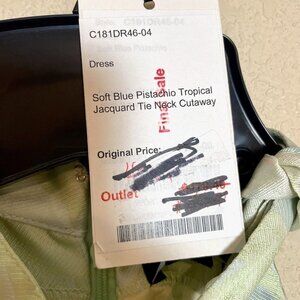 C181DR46-04
Dress
Soft Blue Pistachio Tropical
Jacquard Tie Neck Cutaway
Final Sale
Original Price:
Outlet